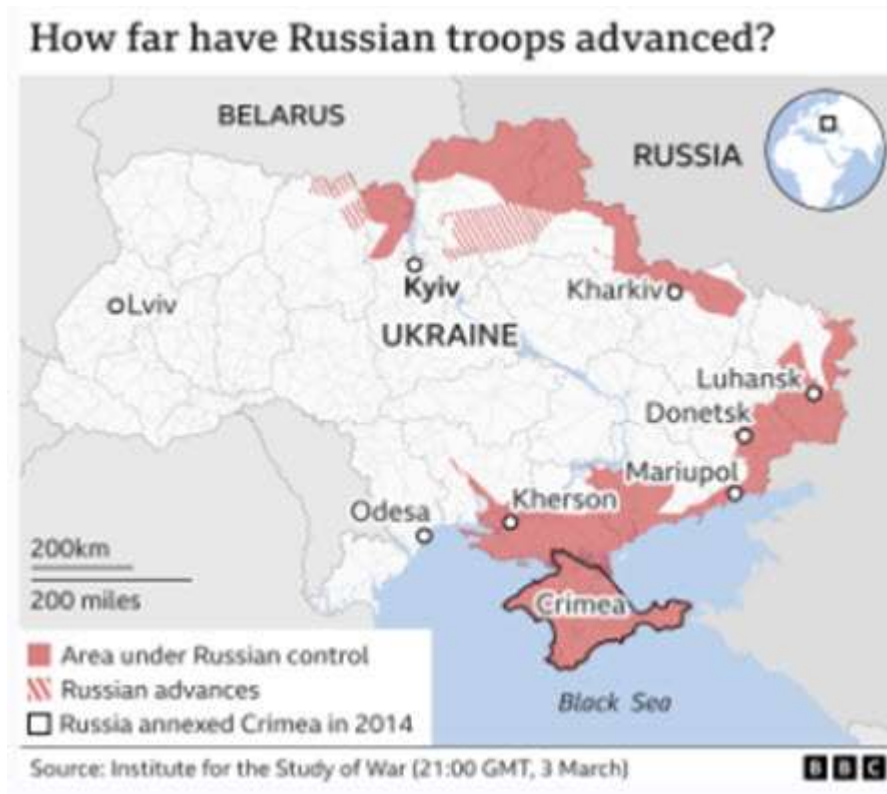 How far have Russian troops advanced?
BELARUS
RUSSIA
Kyiv
Lviv
Kharkiv
UKRAINE
Luhansk
Donetsk
Mariupol
Kherson
Odesa
200km
200 miles
Crimea
Area under Russian control
Russian advances
Black Sea
Russia annexed Crimea in 2014
Source: Institute for the Study of War (21:00 GMT, 3 March)
BBC